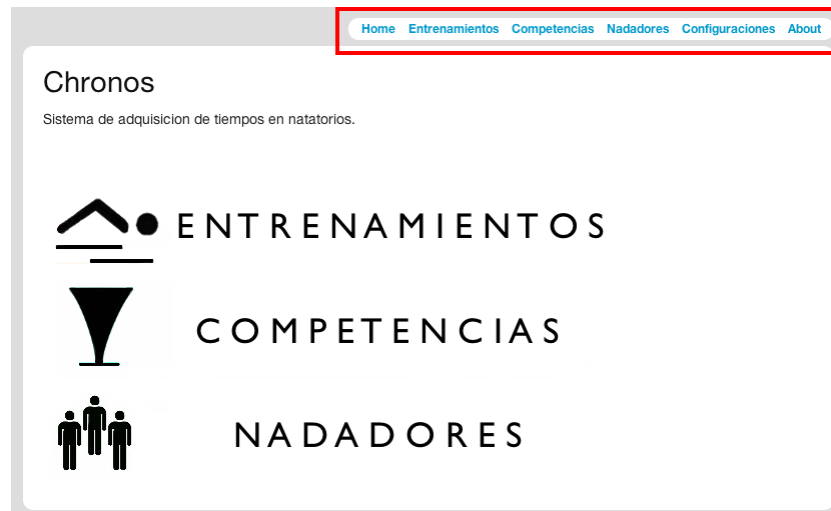 Home Entrenamientos Competencias Nadadores Configuraciones About
Chronos
Sistema de adquisicion de tiempos en natatorios.
ENTRENAMIENTOS
COMPETENCIAS
NADADORES